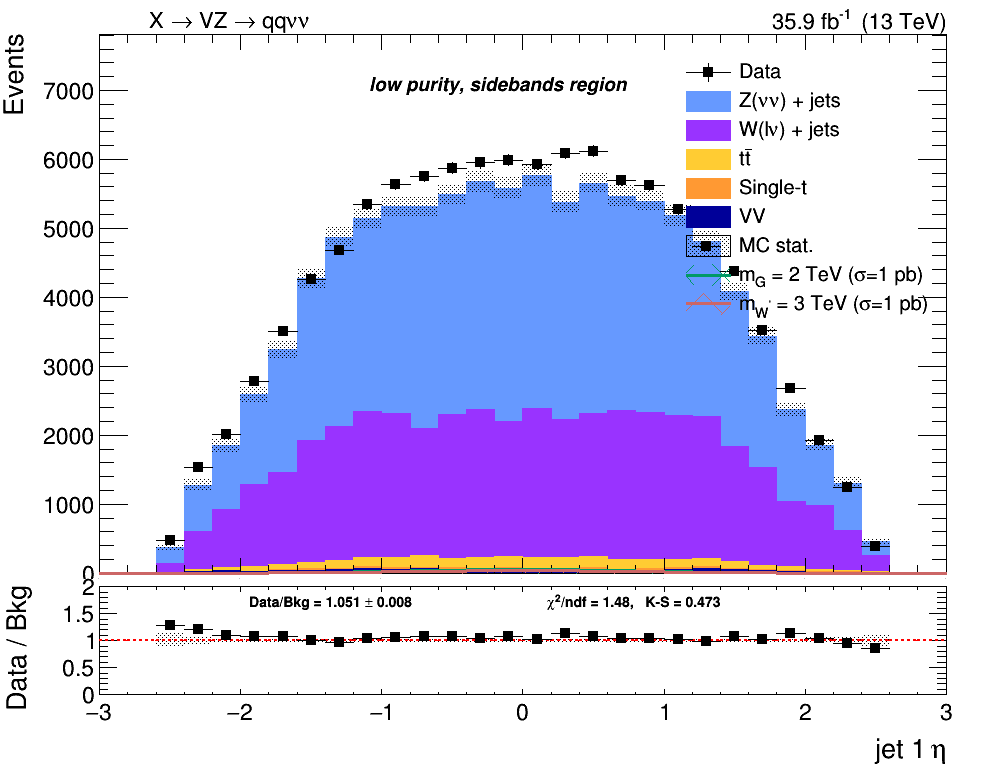 X → VZ → qqνν
35.9 fb⁻¹ (13 TeV)
Events
low purity, sidebands region
Data
Z(νν) + jets
W(lν) + jets
tt̄
Single-t
VV
MC stat.
m_G = 2 TeV (σ=1 pb)
m_W' = 3 TeV (σ=1 pb)
7000
6000
5000
4000
3000
2000
1000
0
Data / Bkg
Data/Bkg = 1.051 ± 0.008
χ²/ndf = 1.48, K-S = 0.473
2
1.5
1
0.5
0
−3 −2 −1 0 1 2 3
jet 1 η